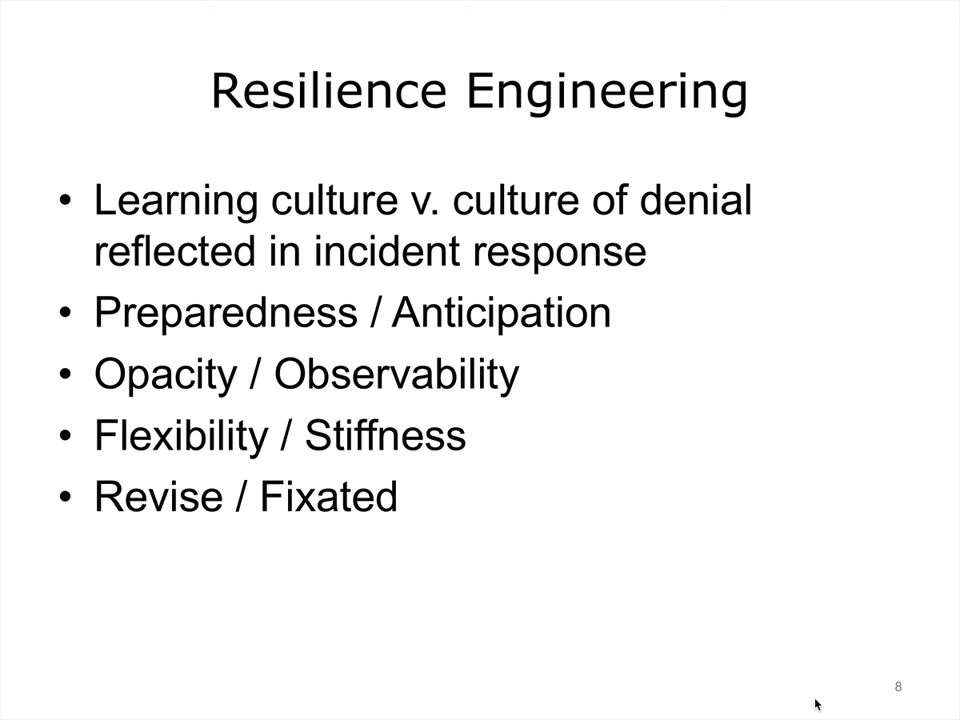 Resilience Engineering
• Learning culture v. culture of denial
reflected in incident response
• Preparedness / Anticipation
• Opacity / Observability
• Flexibility / Stiffness
• Revise / Fixated
8